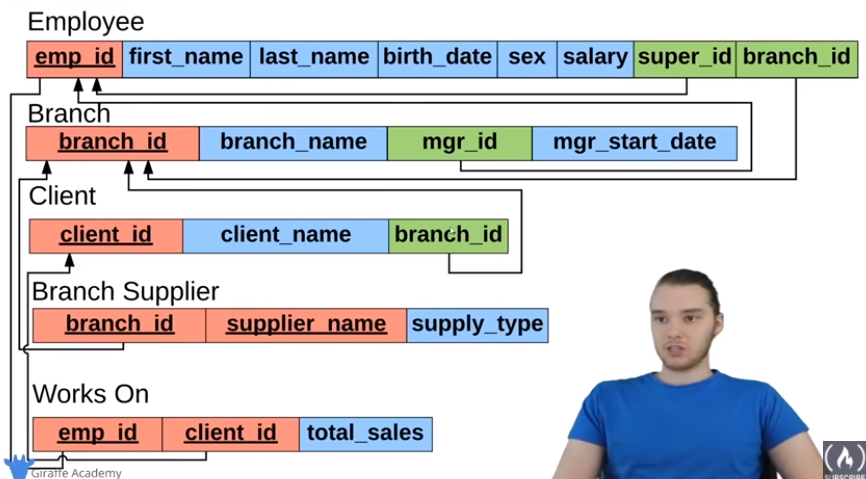 Employee
emp_id first_name last_name birth_date sex salary super_id branch_id
Branch
branch_id branch_name mgr_id mgr_start_date
Client
client_id client_name branch_id
Branch Supplier
branch_id supplier_name supply_type
Works On
emp_id client_id total_sales
Giraffe Academy
SUBSCRIBE